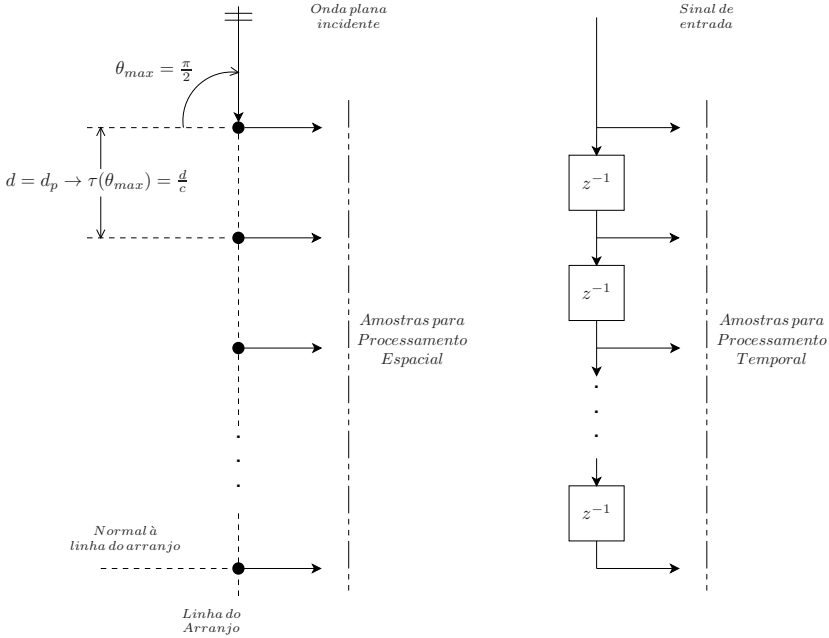 Onda plana
incidente
Sinal de
entrada
θ_max = π/2
d = d_p → τ(θ_max) = d/c
z⁻¹
z⁻¹
Amostras para
Processamento
Espacial
Amostras para
Processamento
Temporal
z⁻¹
Normal à
linha do arranjo
Linha do
Arranjo